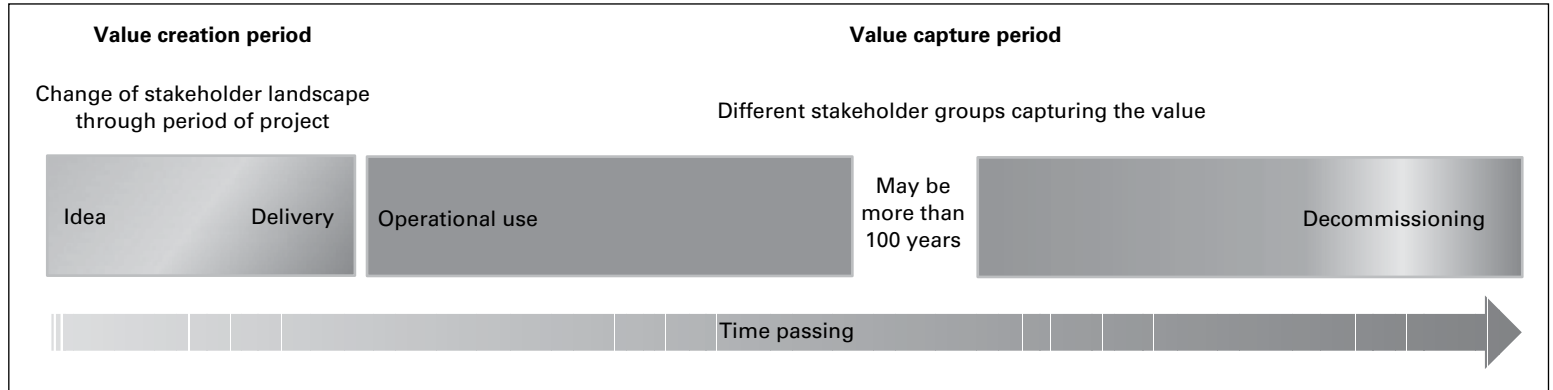 Value creation period
Value capture period
Change of stakeholder landscape
through period of project
Different stakeholder groups capturing the value
Idea
Delivery
Operational use
May be
more than
100 years
Decommissioning
Time passing